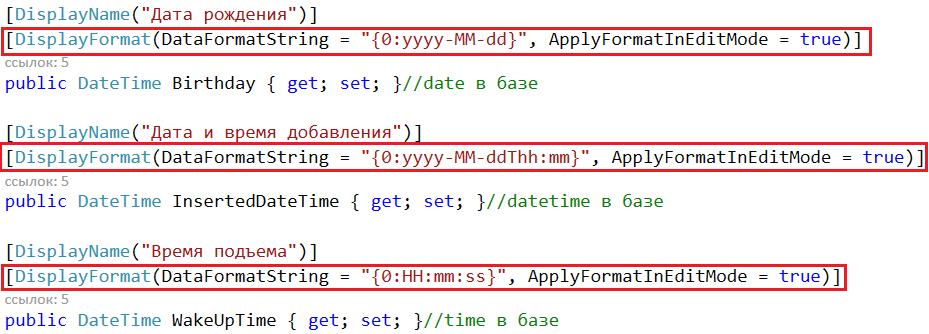 [DisplayName("Дата рождения")]
[DisplayFormat(DataFormatString = "{0:yyyy-MM-dd}", ApplyFormatInEditMode = true)]
ссылок: 5
public DateTime Birthday { get; set; }//date в базе
[DisplayName("Дата и время добавления")]
[DisplayFormat(DataFormatString = "{0:yyyy-MM-ddThh:mm}", ApplyFormatInEditMode = true)]
ссылок: 5
public DateTime InsertedDateTime { get; set; }//datetime в базе
[DisplayName("Время подъема")]
[DisplayFormat(DataFormatString = "{0:HH:mm:ss}", ApplyFormatInEditMode = true)]
ссылок: 5
public DateTime WakeUpTime { get; set; }//time в базе